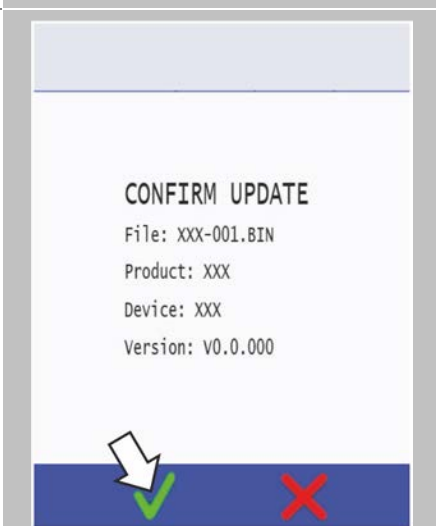 CONFIRM UPDATE
File: XXX-001.BIN
Product: XXX
Device: XXX
Version: V0.0.000